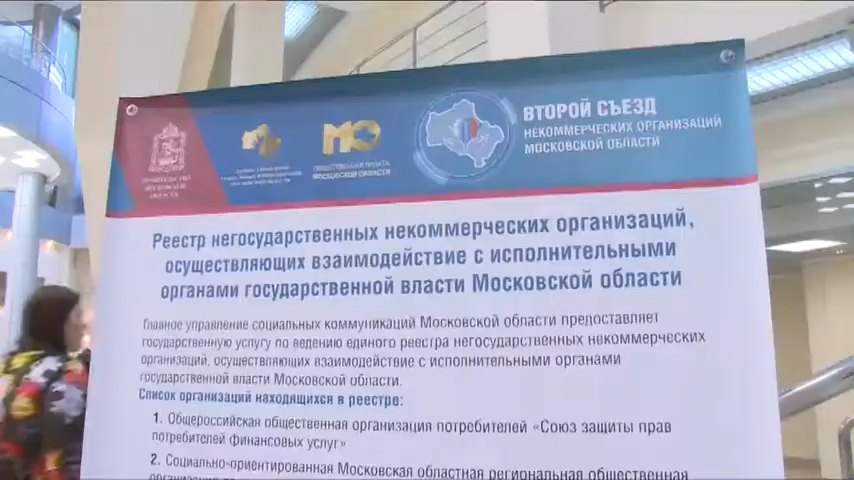 МО
ОБЩЕСТВЕННАЯ ПАЛАТА
МОСКОВСКОЙ ОБЛАСТИ
ВТОРОЙ СЪЕЗД
НЕКОММЕРЧЕСКИХ ОРГАНИЗАЦИЙ
МОСКОВСКОЙ ОБЛАСТИ
Реестр негосударственных некоммерческих организаций,
осуществляющих взаимодействие с исполнительными
органами государственной власти Московской области
Главное управление социальных коммуникаций Московской области предоставляет
государственную услугу по ведению единого реестра негосударственных некоммерческих
организаций, осуществляющих взаимодействие с исполнительными органами
государственной власти Московской области.
Список организаций находящихся в реестре:
1. Общероссийская общественная организация потребителей «Союз защиты прав
потребителей финансовых услуг»
2. Социально-ориентированная Московская областная региональная общественная